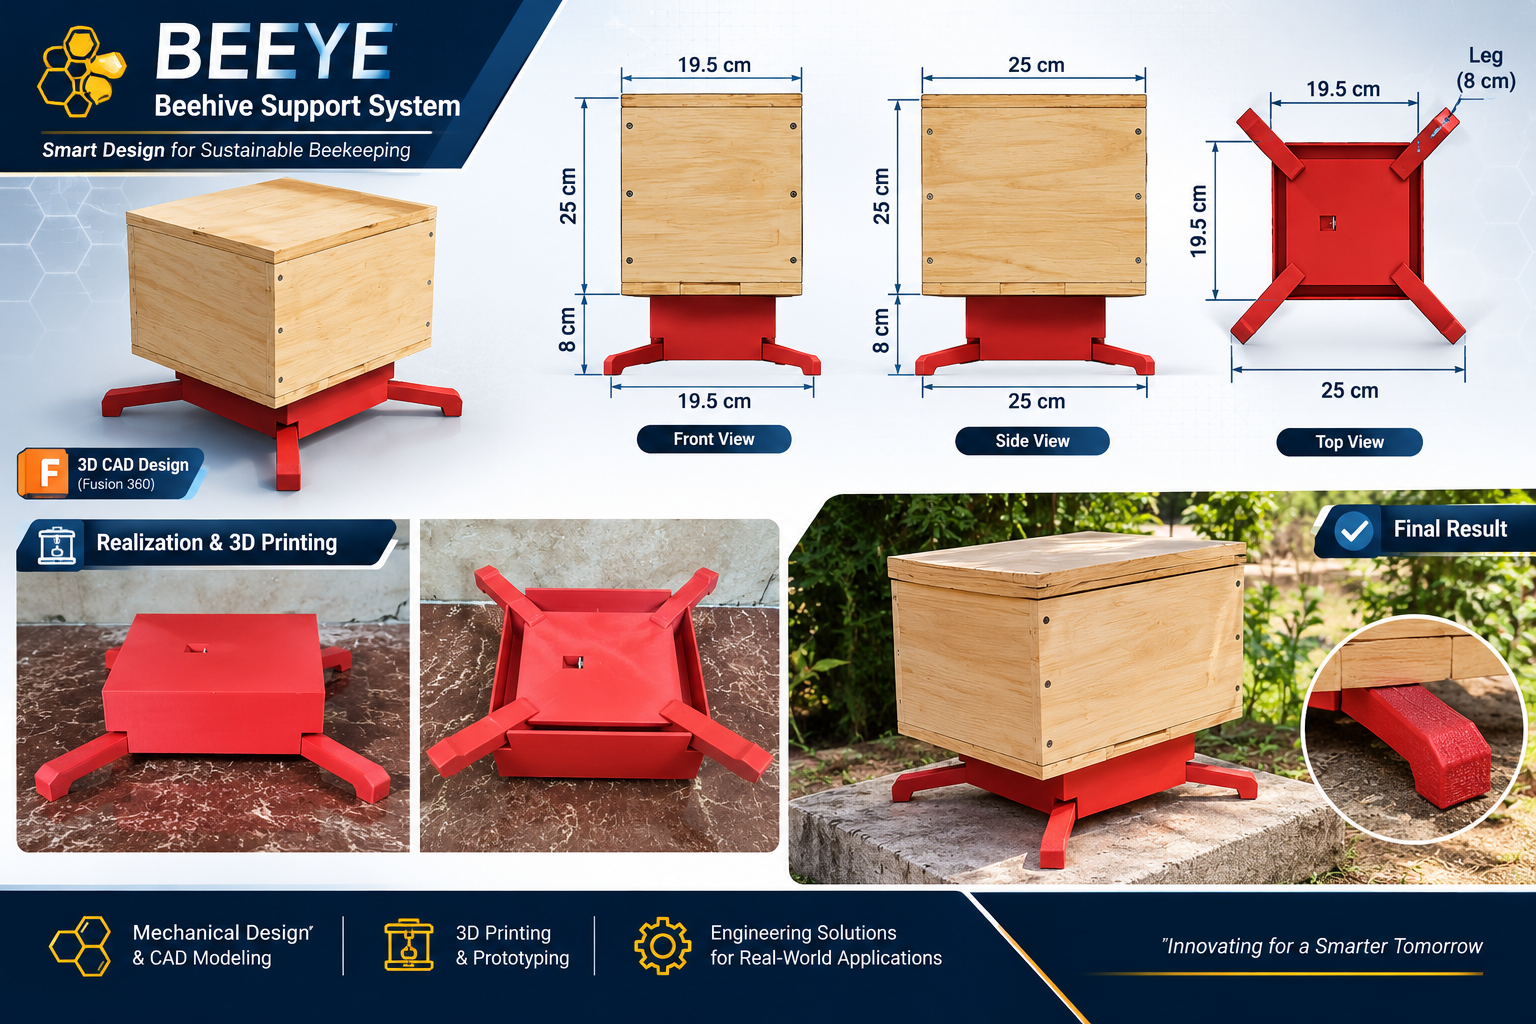 BEEYE
Beehive Support System
Smart Design for Sustainable Beekeeping
19.5 cm
25 cm
8 cm
19.5 cm
Front View
25 cm
25 cm
8 cm
25 cm
Side View
Leg
(8 cm)
19.5 cm
19.5 cm
25 cm
Top View
F
3D CAD Design
(Fusion 360)
Realization & 3D Printing
Final Result
Mechanical Design"
& CAD Modeling
3D Printing
& Prototyping
Engineering Solutions
for Real-World Applications
"Innovating for a Smarter Tomorrow